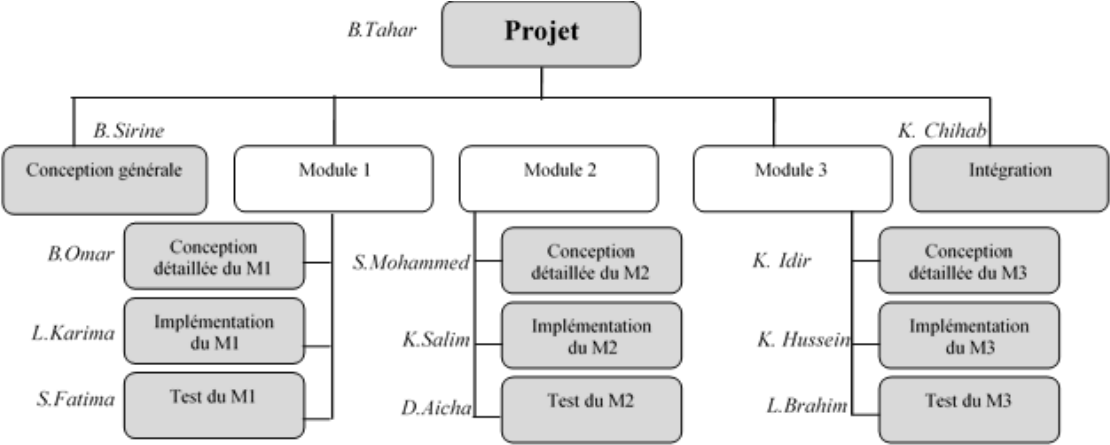 B.Tahar
Projet
B.Sirine
K. Chihab
Conception générale
Module 1
Module 2
Module 3
Intégration
B.Omar
Conception
détaillée du M1
S.Mohammed
Conception
détaillée du M2
K. Idir
Conception
détaillée du M3
L.Karima
Implémentation
du M1
K.Salim
Implémentation
du M2
K. Hussein
Implémentation
du M3
S.Fatima
Test du M1
D.Aicha
Test du M2
L.Brahim
Test du M3